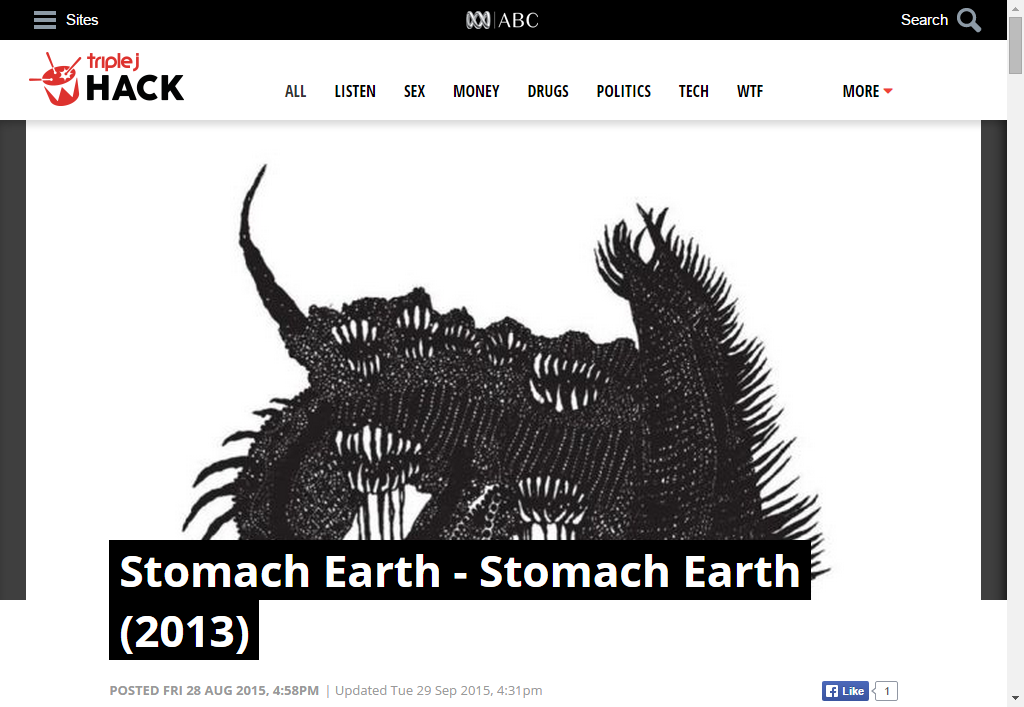 Sites
ABC
Search
triple j
HACK
ALL LISTEN SEX MONEY DRUGS POLITICS TECH WTF MORE
Stomach Earth - Stomach Earth
(2013)
POSTED FRI 28 AUG 2015, 4:58PM | Updated Tue 29 Sep 2015, 4:31pm
Like 1